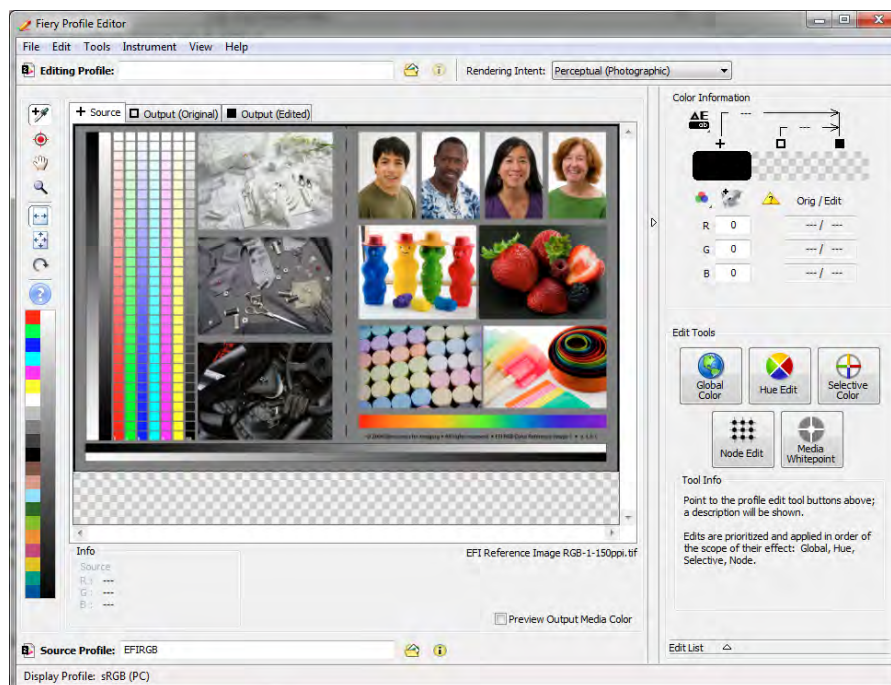 Fiery Profile Editor
File Edit Tools Instrument View Help
Editing Profile:
Rendering Intent: Perceptual (Photographic)
Source Output (Original) Output (Edited)
Color Information
ΔE
--- 
---
Orig / Edit
R 0 --- / ---
G 0 --- / ---
B 0 --- / ---
Edit Tools
Global Color
Hue Edit
Selective Color
Node Edit
Media Whitepoint
Tool Info
Point to the profile edit tool buttons above;
a description will be shown.
Edits are prioritized and applied in order of
the scope of their effect: Global, Hue,
Selective, Node.
Info
Source
R : ---
G : ---
B : ---
EFI Reference Image RGB-1-150ppi.tif
Preview Output Media Color
Source Profile: EFIRGB
Edit List
Display Profile: sRGB (PC)